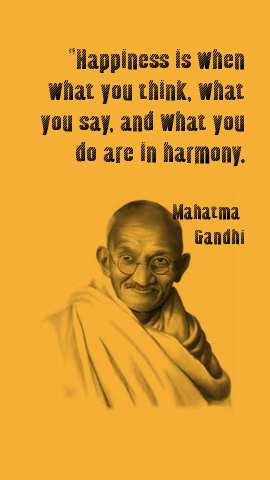 "Happiness is when
what you think, what
you say, and what you
do are in harmony.
Mahatma
Gandhi